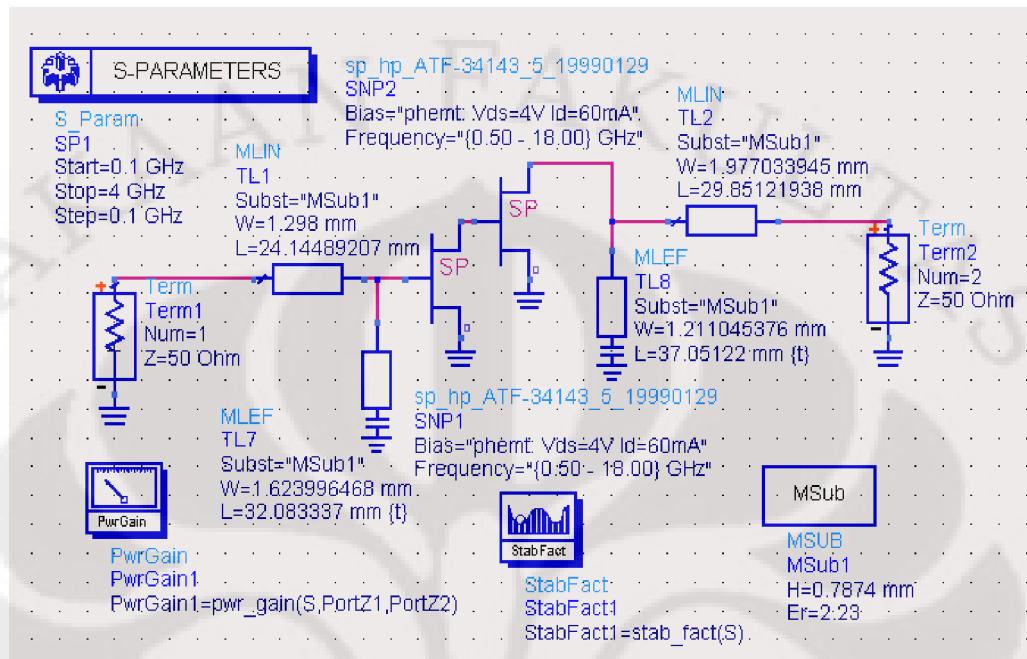 S-PARAMETERS
S_Param
SP1
Start=0.1 GHz
Stop=4 GHz
Step=0.1 GHz
sp_hp_ATF-34143_5_19990129
SNP2
Bias="phemt: Vds=4V Id=60mA"
Frequency="{0.50 - 18.00} GHz"
MLIN
TL2
Subst="MSub1"
W=1.977033945 mm
L=29.85121938 mm
MLIN
TL1
Subst="MSub1"
W=1.298 mm
L=24.14489207 mm
SP
SP
Term
Term1
Num=1
Z=50 Ohm
MLEF
TL8
Subst="MSub1"
W=1.211045376 mm
L=37.05122 mm {t}
Term
Term2
Num=2
Z=50 Ohm
MLEF
TL7
Subst="MSub1"
W=1.623996468 mm
L=32.083337 mm {t}
sp_hp_ATF-34143_5_19990129
SNP1
Bias="phemt: Vds=4V Id=60mA"
Frequency="{0.50 - 18.00} GHz"
PwrGain
PwrGain
PwrGain1
PwrGain1=pwr_gain(S,PortZ1,PortZ2)
StabFact
StabFact
StabFact1
StabFact1=stab_fact(S)
MSub
MSUB
MSub1
H=0.7874 mm
Er=2.23